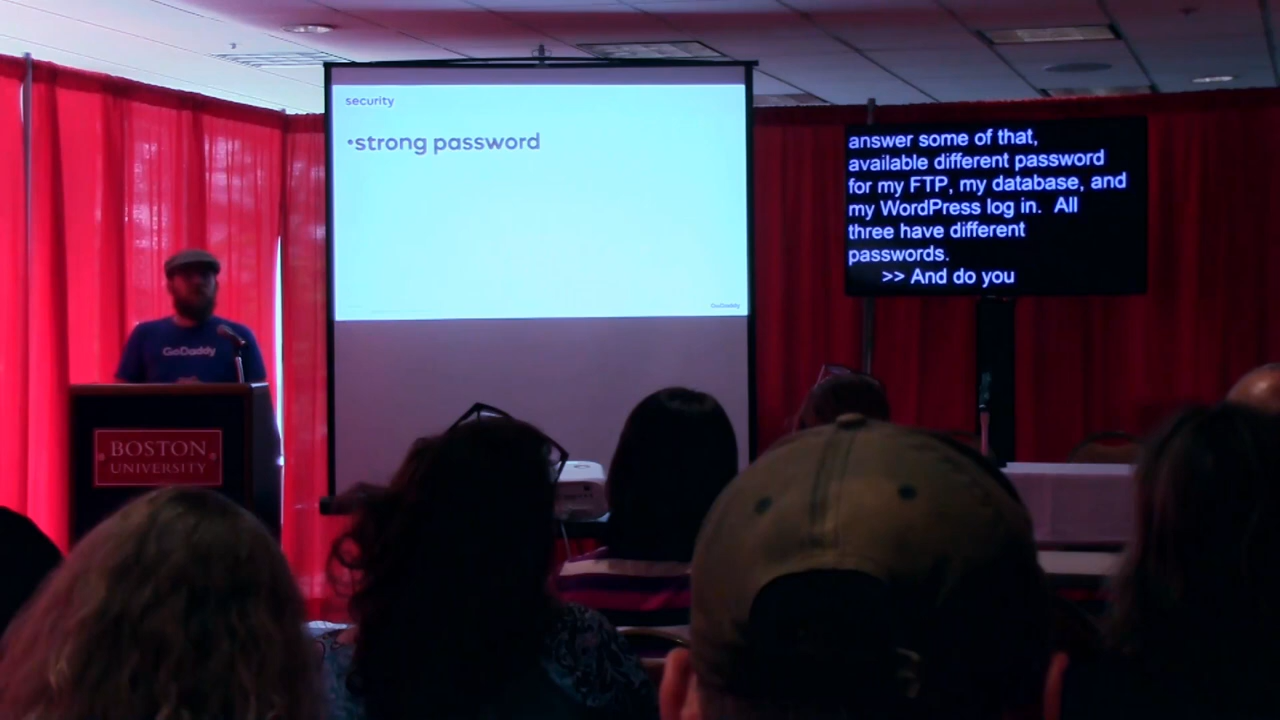 security
•strong password
GoDaddy
answer some of that,
available different password
for my FTP, my database, and
my WordPress log in.  All
three have different
passwords.
>> And do you
GoDaddy
BOSTON
UNIVERSITY